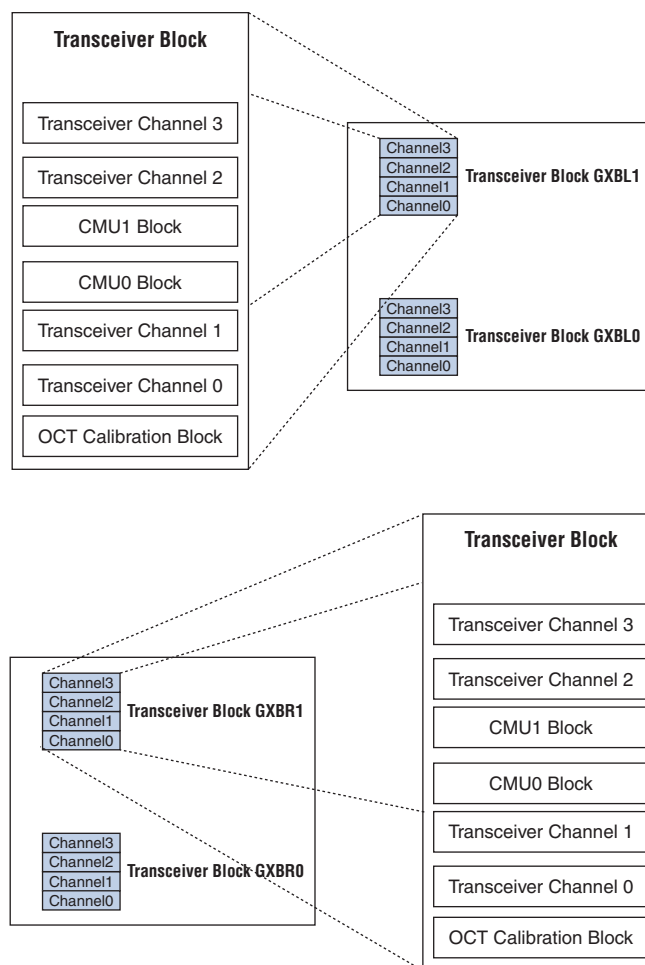 Transceiver Block
Transceiver Channel 3
Transceiver Channel 2
CMU1 Block
CMU0 Block
Transceiver Channel 1
Transceiver Channel 0
OCT Calibration Block
Channel3
Channel2
Channel1
Channel0
Transceiver Block GXBL1
Channel3
Channel2
Channel1
Channel0
Transceiver Block GXBL0
Channel3
Channel2
Channel1
Channel0
Transceiver Block GXBR1
Channel3
Channel2
Channel1
Channel0
Transceiver Block GXBR0
Transceiver Block
Transceiver Channel 3
Transceiver Channel 2
CMU1 Block
CMU0 Block
Transceiver Channel 1
Transceiver Channel 0
OCT Calibration Block